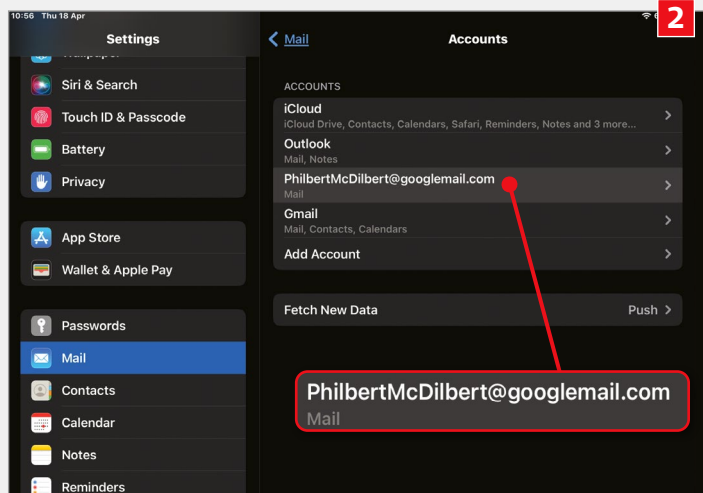 10:56 Thu 18 Apr
2
Settings
Siri & Search
Touch ID & Passcode
Battery
Privacy
App Store
Wallet & Apple Pay
Passwords
Mail
Contacts
Calendar
Notes
Reminders
Mail
Accounts
ACCOUNTS
iCloud
iCloud Drive, Contacts, Calendars, Safari, Reminders, Notes and 3 more...
Outlook
Mail, Notes
PhilbertMcDilbert@googlemail.com
Mail
Gmail
Mail, Contacts, Calendars
Add Account
Fetch New Data Push
PhilbertMcDilbert@googlemail.com
Mail